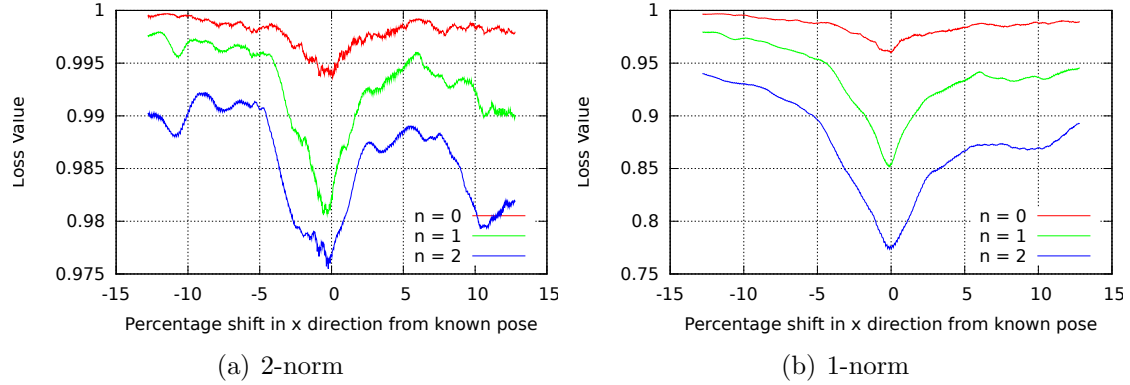 1
0.995
0.99
0.985
0.98
0.975
-15 -10 -5 0 5 10 15
Loss Value
Percentage shift in x direction from known pose
n = 0
n = 1
n = 2
(a) 2-norm
1
0.95
0.9
0.85
0.8
0.75
-15 -10 -5 0 5 10 15
Loss Value
Percentage shift in x direction from known pose
n = 0
n = 1
n = 2
(b) 1-norm